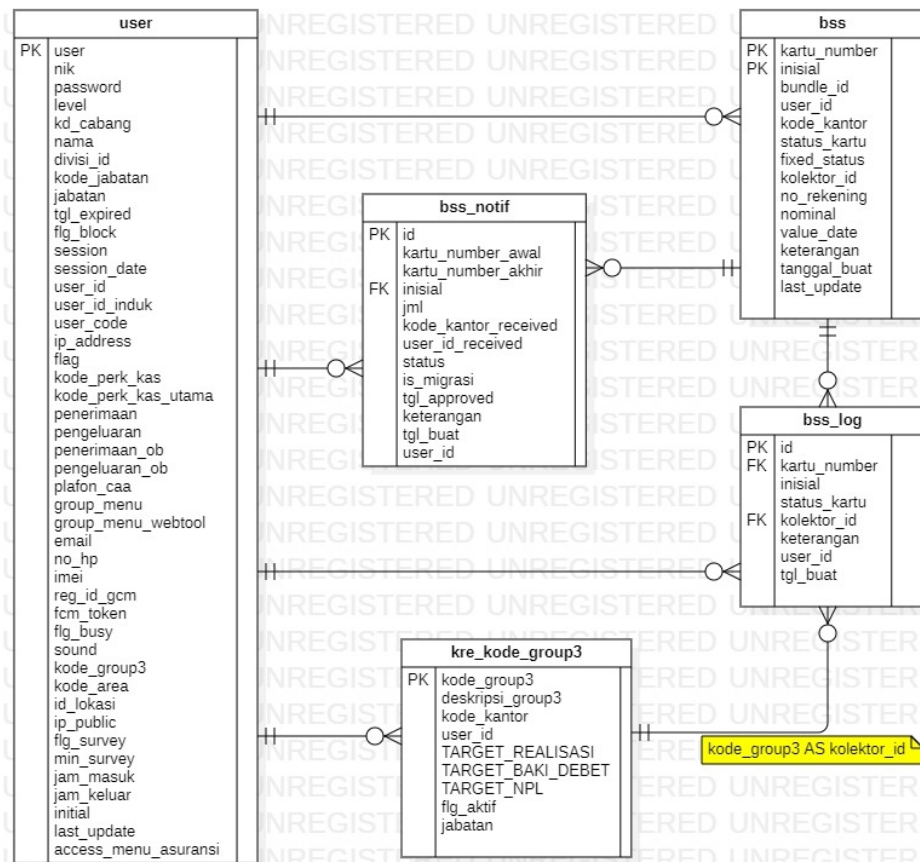 user
PK user
nik
password
level
kd_cabang
nama
divisi_id
kode_jabatan
jabatan
tgl_expired
flg_block
session
session_date
user_id
user_id_induk
user_code
ip_address
flag
kode_perk_kas
kode_perk_kas_utama
penerimaan
pengeluaran
penerimaan_ob
pengeluaran_ob
plafon_caa
group_menu
group_menu_webtool
email
no_hp
imei
reg_id_gcm
fcm_token
flg_busy
sound
kode_group3
kode_area
id_lokasi
ip_public
flg_survey
min_survey
jam_masuk
jam_keluar
initial
last_update
access_menu_asuransi
bss_notif
PK id
kartu_number_awal
kartu_number_akhir
FK inisial
jml
kode_kantor_received
user_id_received
status
is_migrasi
tgl_approved
keterangan
tgl_buat
user_id
bss
PK kartu_number
PK inisial
bundle_id
user_id
kode_kantor
status_kartu
fixed_status
kolektor_id
no_rekening
nominal
value_date
keterangan
tanggal_buat
last_update
bss_log
PK id
FK kartu_number
inisial
status_kartu
FK kolektor_id
keterangan
user_id
tgl_buat
kre_kode_group3
PK kode_group3
deskripsi_group3
kode_kantor
user_id
TARGET_REALISASI
TARGET_BAKI_DEBET
TARGET_NPL
flg_aktif
jabatan
kode_group3 AS kolektor_id
UNREGISTERED UNREGISTERED